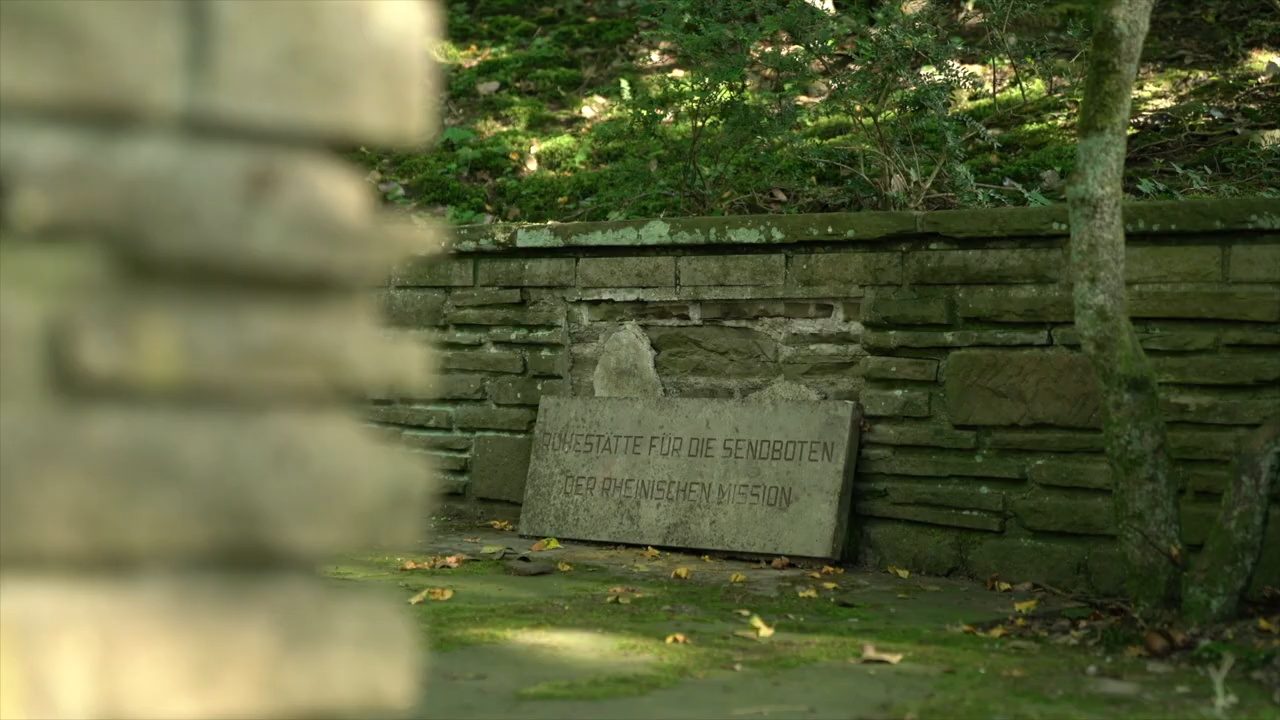 RUHESTÄTTE FÜR DIE SENDBOTEN
DER RHEINISCHEN MISSION